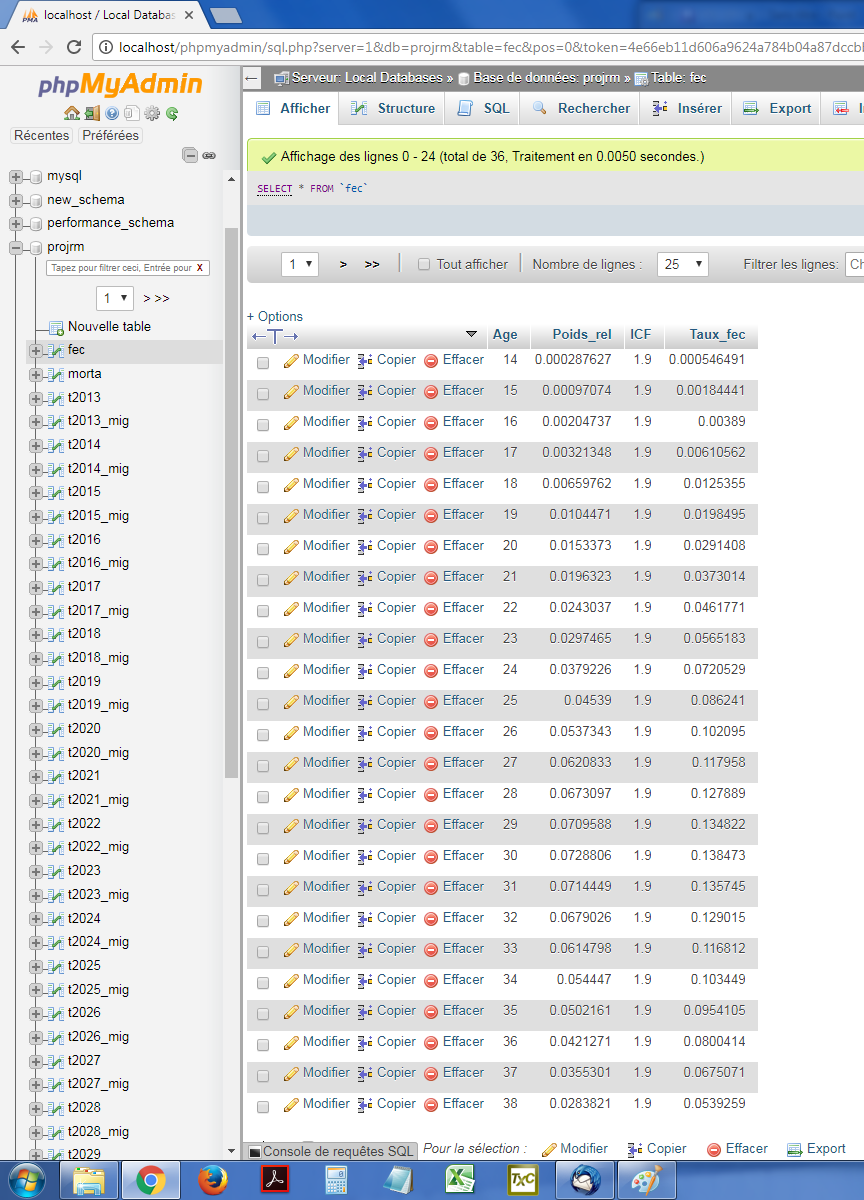 localhost / Local Databas
localhost/phpmyadmin/sql.php?server=1&db=projrm&table=fec&pos=0&token=4e66eb11d606a9624a784b04a87dccbl
phpMyAdmin
Récentes Préférées
mysql
new_schema
performance_schema
projrm
Tapez pour filtrer ceci, Entrée pour X
1 > >>
Nouvelle table
fec
morta
t2013
t2013_mig
t2014
t2014_mig
t2015
t2015_mig
t2016
t2016_mig
t2017
t2017_mig
t2018
t2018_mig
t2019
t2019_mig
t2020
t2020_mig
t2021
t2021_mig
t2022
t2022_mig
t2023
t2023_mig
t2024
t2024_mig
t2025
t2025_mig
t2026
t2026_mig
t2027
t2027_mig
t2028
t2028_mig
t2029
Serveur: Local Databases » Base de données: projrm » Table: fec
Afficher Structure SQL Rechercher Insérer Export
Affichage des lignes 0 - 24 (total de 36, Traitement en 0.0050 secondes.)
SELECT * FROM `fec`
1 > >> Tout afficher Nombre de lignes : 25 Filtrer les lignes: Ch
+ Options
Age Poids_rel ICF Taux_fec
Modifier Copier Effacer 14 0.000287627 1.9 0.000546491
Modifier Copier Effacer 15 0.00097074 1.9 0.00184441
Modifier Copier Effacer 16 0.00204737 1.9 0.00389
Modifier Copier Effacer 17 0.00321348 1.9 0.00610562
Modifier Copier Effacer 18 0.00659762 1.9 0.0125355
Modifier Copier Effacer 19 0.0104471 1.9 0.0198495
Modifier Copier Effacer 20 0.0153373 1.9 0.0291408
Modifier Copier Effacer 21 0.0196323 1.9 0.0373014
Modifier Copier Effacer 22 0.0243037 1.9 0.0461771
Modifier Copier Effacer 23 0.0297465 1.9 0.0565183
Modifier Copier Effacer 24 0.0379226 1.9 0.0720529
Modifier Copier Effacer 25 0.04539 1.9 0.086241
Modifier Copier Effacer 26 0.0537343 1.9 0.102095
Modifier Copier Effacer 27 0.0620833 1.9 0.117958
Modifier Copier Effacer 28 0.0673097 1.9 0.127889
Modifier Copier Effacer 29 0.0709588 1.9 0.134822
Modifier Copier Effacer 30 0.0728806 1.9 0.138473
Modifier Copier Effacer 31 0.0714449 1.9 0.135745
Modifier Copier Effacer 32 0.0679026 1.9 0.129015
Modifier Copier Effacer 33 0.0614798 1.9 0.116812
Modifier Copier Effacer 34 0.054447 1.9 0.103449
Modifier Copier Effacer 35 0.0502161 1.9 0.0954105
Modifier Copier Effacer 36 0.0421271 1.9 0.0800414
Modifier Copier Effacer 37 0.0355301 1.9 0.0675071
Modifier Copier Effacer 38 0.0283821 1.9 0.0539259
Console de requêtes SQL Pour la sélection : Modifier Copier Effacer Export
TXC